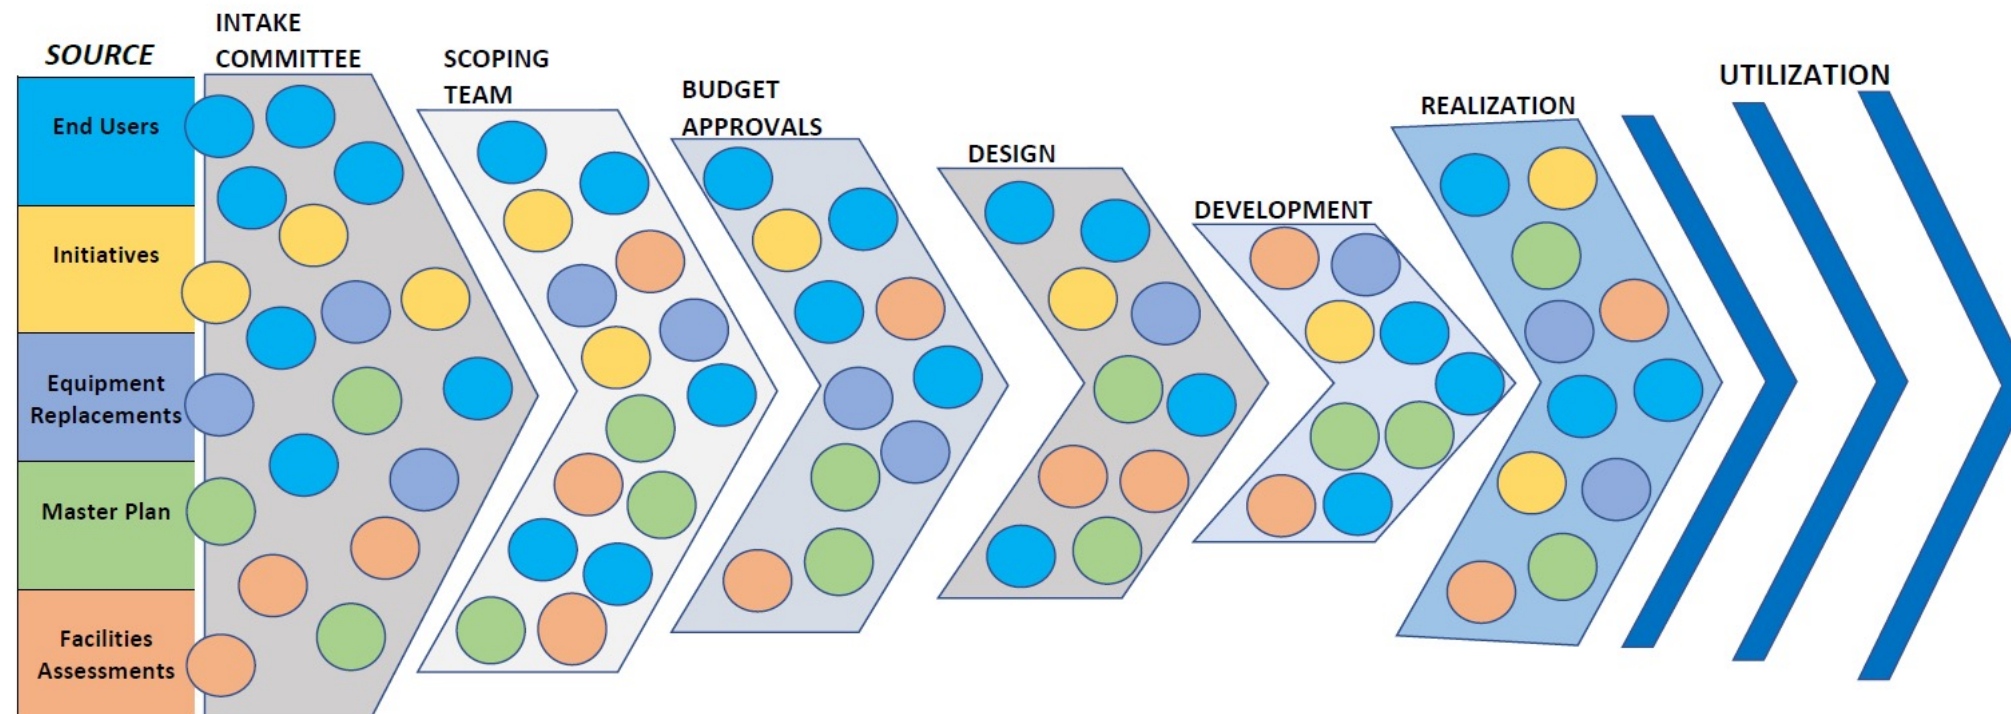 SOURCE
End Users
Initiatives
Equipment
Replacements
Master Plan
Facilities
Assessments
INTAKE
COMMITTEE
SCOPING
TEAM
BUDGET
APPROVALS
DESIGN
DEVELOPMENT
REALIZATION
UTILIZATION